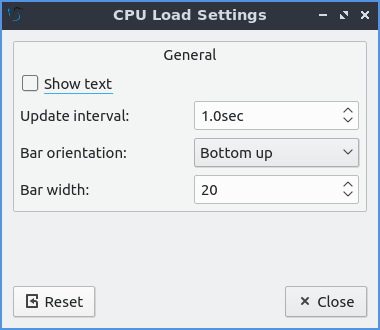 CPU Load Settings
General
Show text
Update interval: 1.0sec
Bar orientation: Bottom up
Bar width: 20
Reset Close